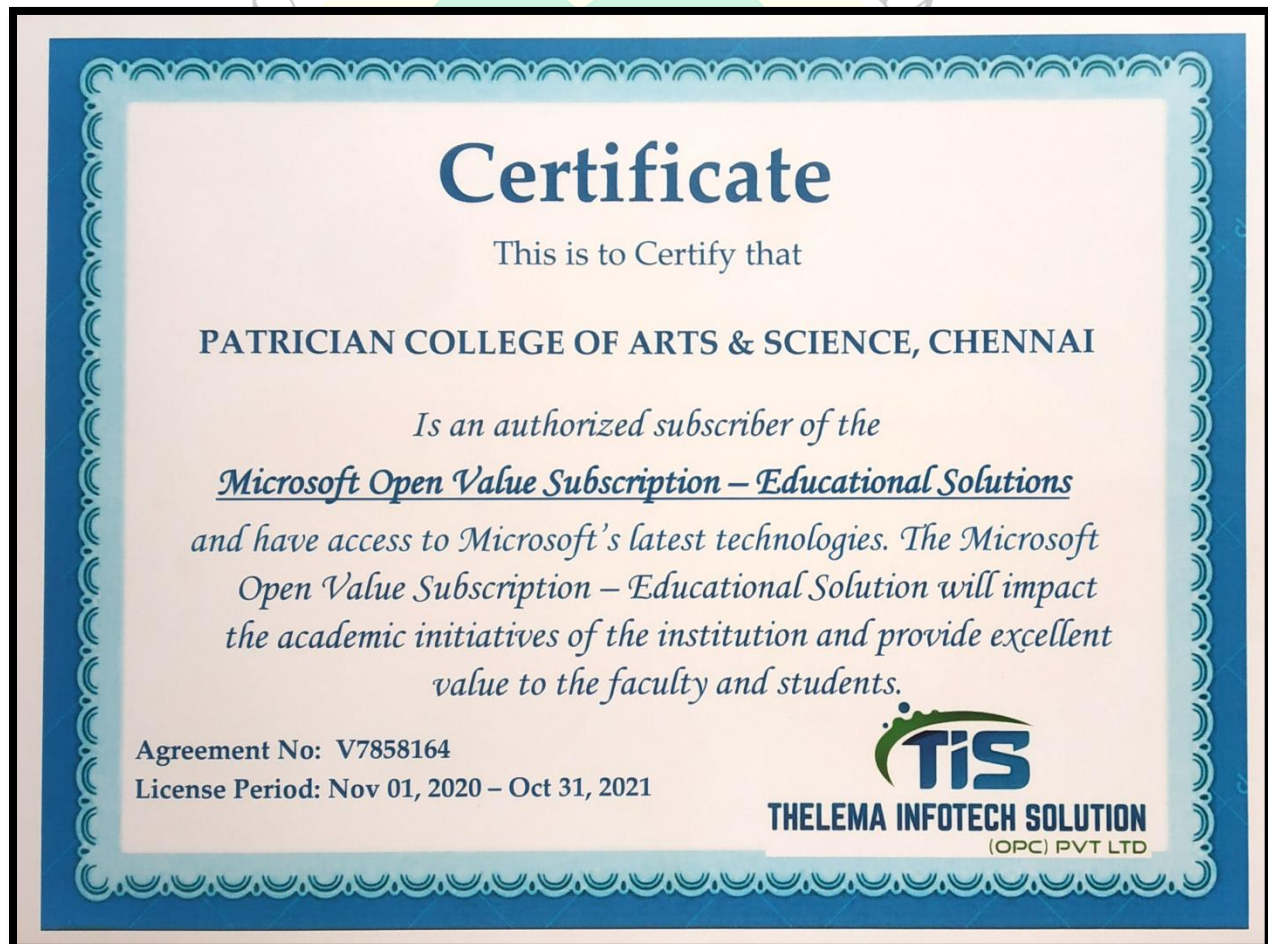 Certificate
This is to Certify that
PATRICIAN COLLEGE OF ARTS & SCIENCE, CHENNAI
Is an authorized subscriber of the
Microsoft Open Value Subscription – Educational Solutions
and have access to Microsoft's latest technologies. The Microsoft
Open Value Subscription – Educational Solution will impact
the academic initiatives of the institution and provide excellent
value to the faculty and students.
Agreement No: V7858164
License Period: Nov 01, 2020 – Oct 31, 2021
TiS
THELEMA INFOTECH SOLUTION
(OPC) PVT LTD